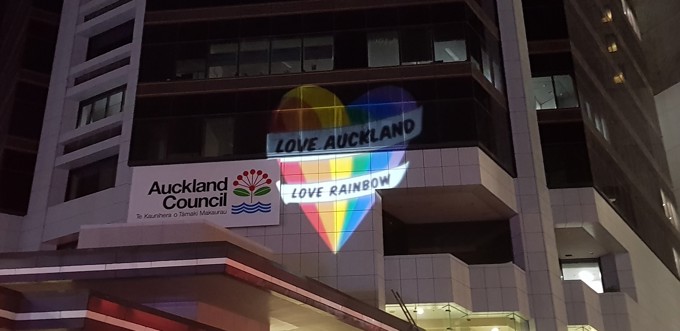 LOVE AUCKLAND
LOVE RAINBOW
Auckland
Council
Te Kaunihera o Tāmaki Makaurau